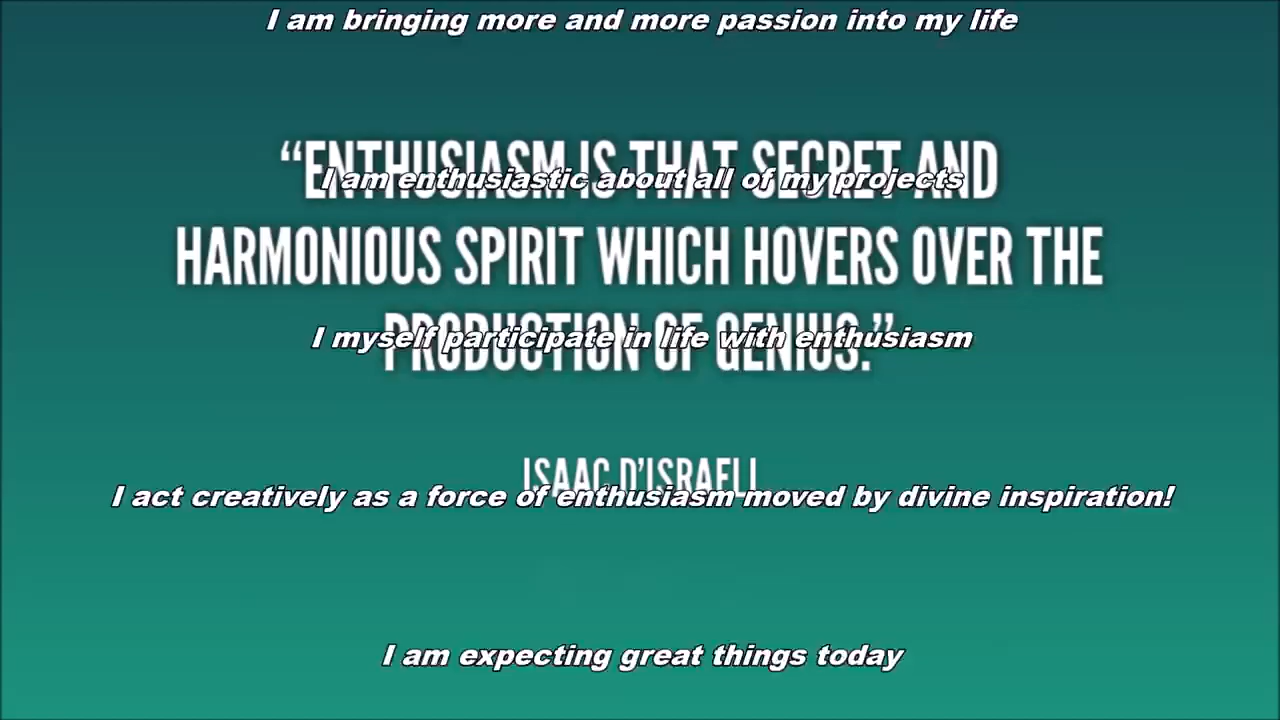 I am bringing more and more passion into my life
“ENTHUSIASM IS THAT SECRET AND
I am enthusiastic about all of my projects
HARMONIOUS SPIRIT WHICH HOVERS OVER THE
PRODUCTION OF GENIUS.”
I myself participate in life with enthusiasm
ISAAC D’ISRAELI
I act creatively as a force of enthusiasm moved by divine inspiration!
I am expecting great things today